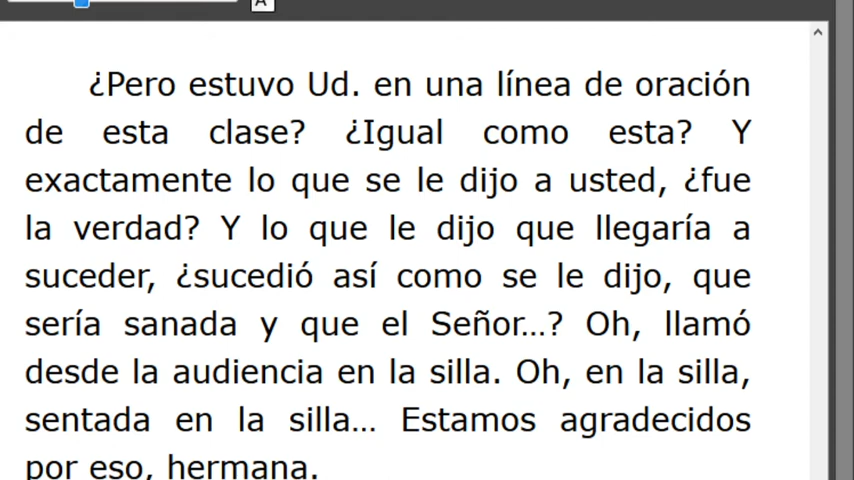 A
¿Pero estuvo Ud. en una línea de oración
de esta clase? ¿Igual como esta? Y
exactamente lo que se le dijo a usted, ¿fue
la verdad? Y lo que le dijo que llegaría a
suceder, ¿sucedió así como se le dijo, que
sería sanada y que el Señor...? Oh, llamó
desde la audiencia en la silla. Oh, en la silla,
sentada en la silla... Estamos agradecidos
por eso, hermana.